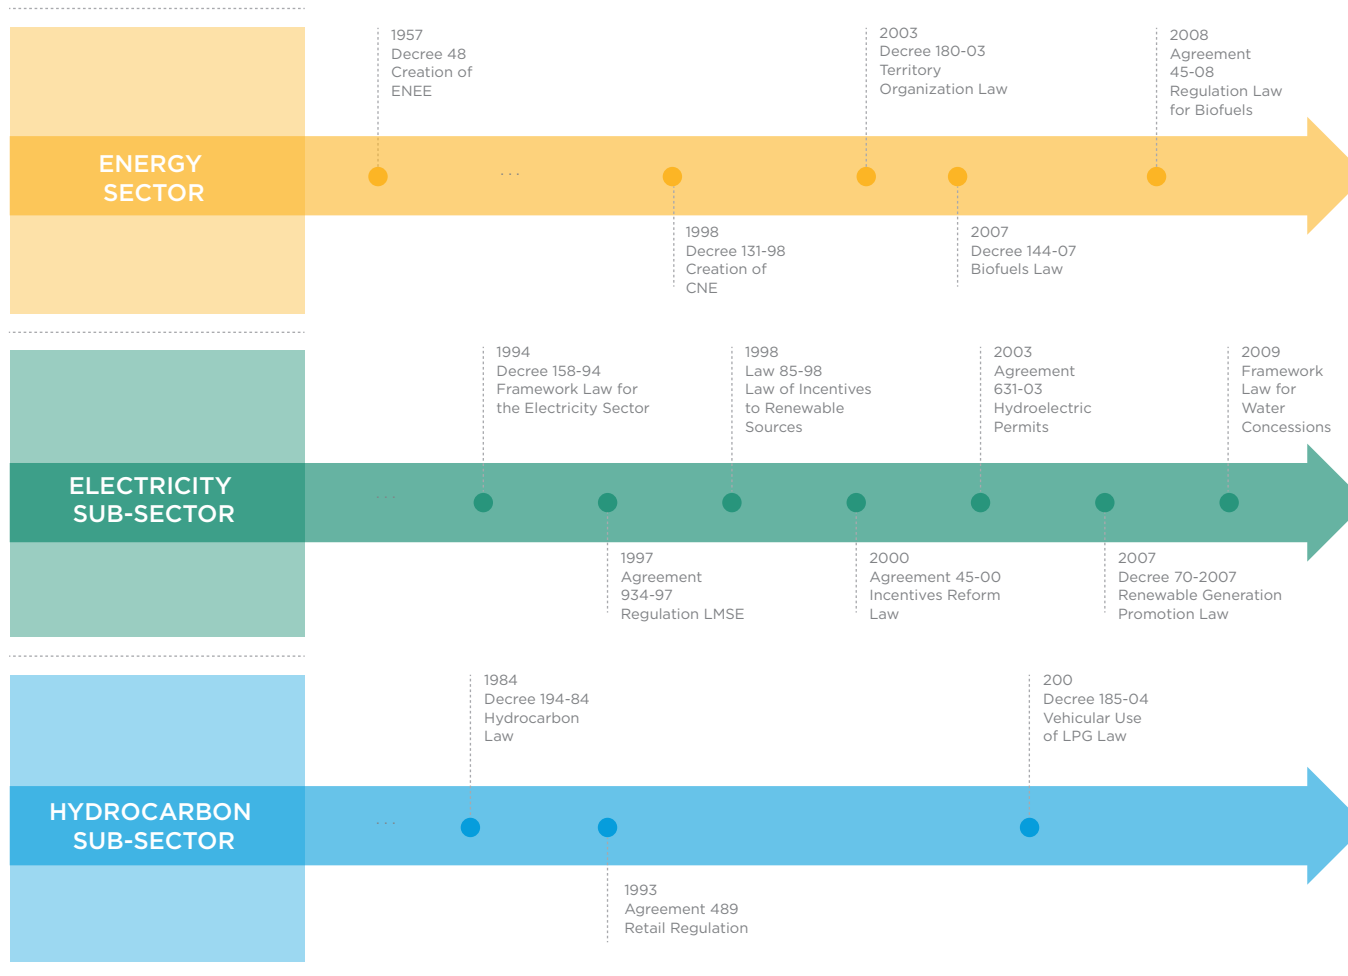 1957
Decree 48
Creation of
ENEE
2003
Decree 180-03
Territory
Organization Law
2008
Agreement
45-08
Regulation Law
for Biofuels
ENERGY
SECTOR
...
1998
Decree 131-98
Creation of
CNE
2007
Decree 144-07
Biofuels Law
1994
Decree 158-94
Framework Law for
the Electricity Sector
1998
Law 85-98
Law of Incentives
to Renewable
Sources
2003
Agreement
631-03
Hydroelectric
Permits
2009
Framework
Law for
Water
Concessions
ELECTRICITY
SUB-SECTOR
...
1997
Agreement
934-97
Regulation LMSE
2000
Agreement 45-00
Incentives Reform
Law
2007
Decree 70-2007
Renewable Generation
Promotion Law
1984
Decree 194-84
Hydrocarbon
Law
200
Decree 185-04
Vehicular Use
of LPG Law
HYDROCARBON
SUB-SECTOR
...
1993
Agreement 489
Retail Regulation